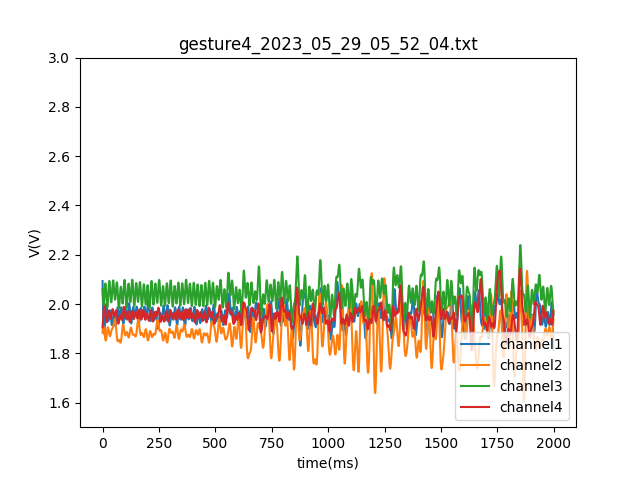 gesture4_2023_05_29_05_52_04.txt
3.0
2.8
2.6
2.4
2.2
2.0
1.8
1.6
V(V)
channel1
channel2
channel3
channel4
0 250 500 750 1000 1250 1500 1750 2000
time(ms)